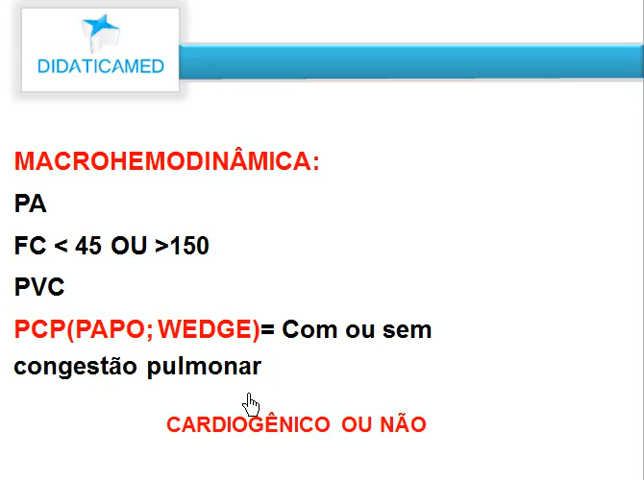 DIDATICAMED
MACROHEMODINÂMICA:
PA
FC < 45 OU >150
PVC
PCP(PAPO; WEDGE)= Com ou sem
congestão pulmonar
CARDIOGÊNICO OU NÃO